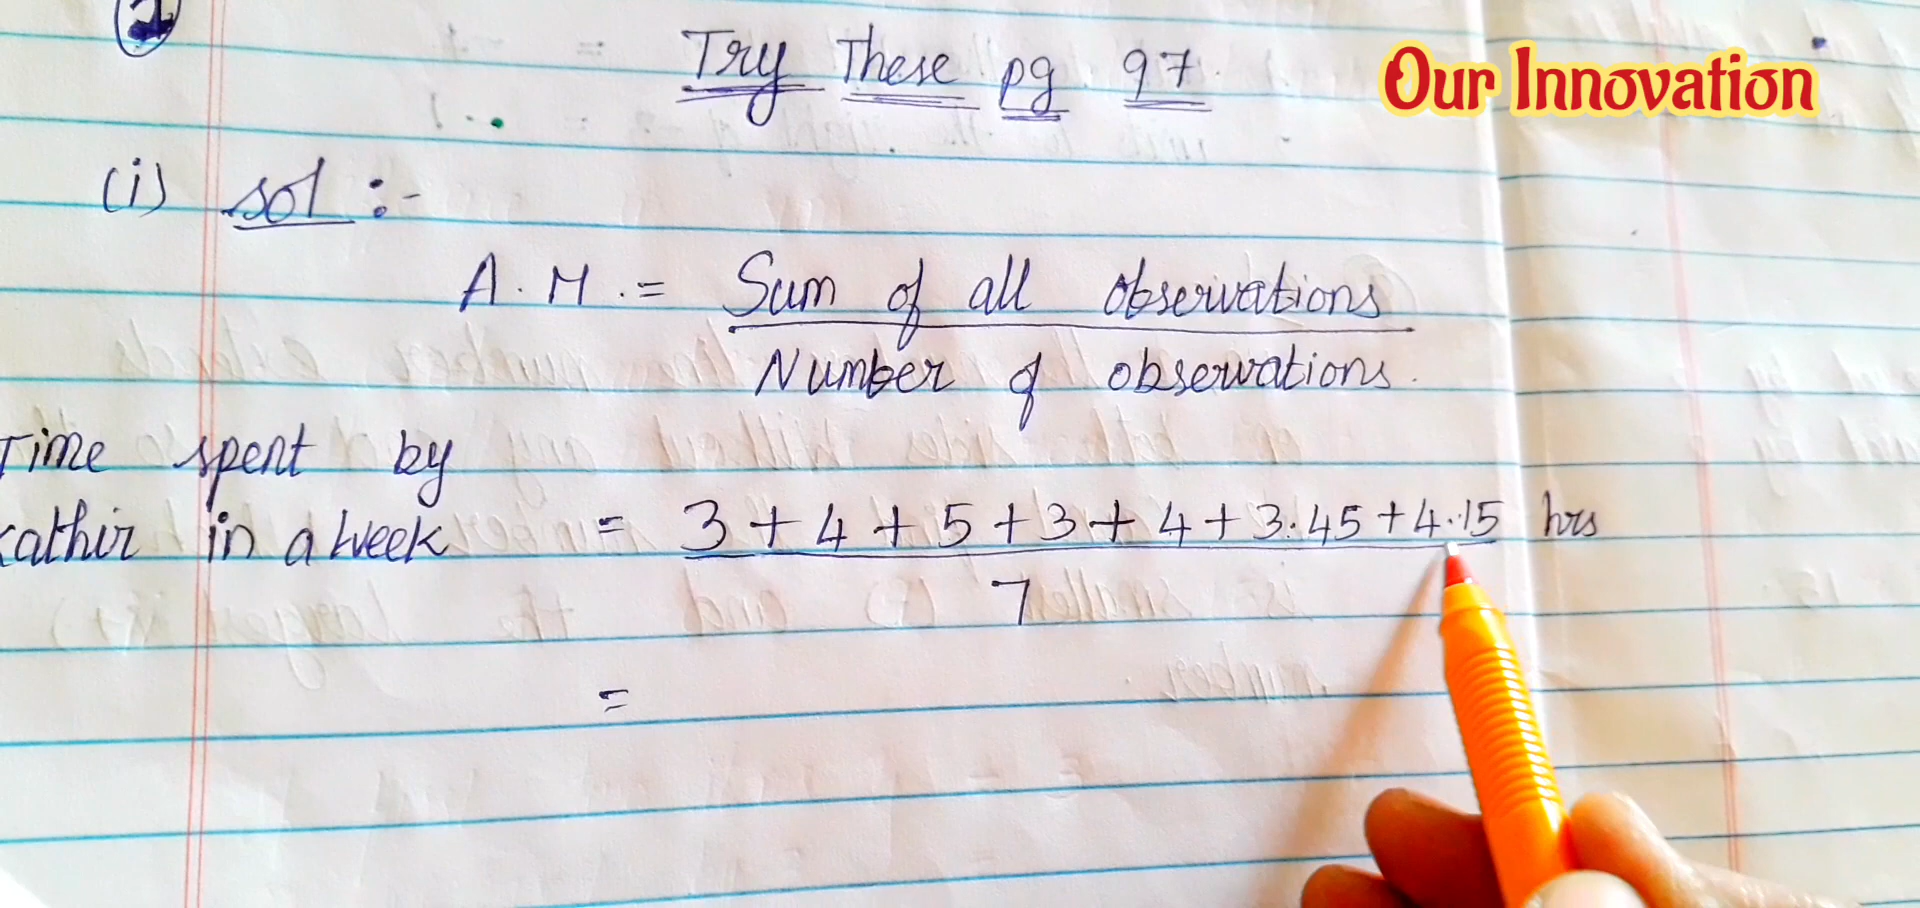 Try These pg 97.
Our Innovation
(i) sol :-
A.M. = Sum of all observations
Number of observations.
Time spent by
kathir in a week = 3 + 4 + 5 + 3 + 4 + 3.45 + 4.15 hrs
7
=